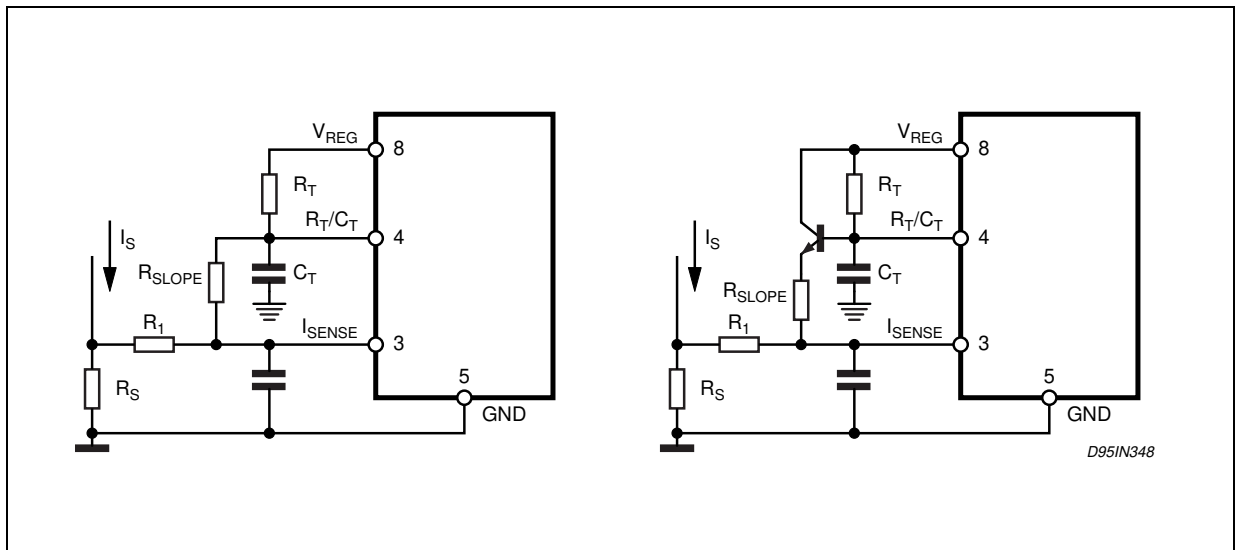 V_REG
8
R_T
R_T/C_T
4
I_S
R_SLOPE
C_T
R_1
I_SENSE
3
R_S
5
GND
V_REG
8
R_T
R_T/C_T
4
I_S
R_SLOPE
C_T
R_1
I_SENSE
3
R_S
5
GND
D95IN348